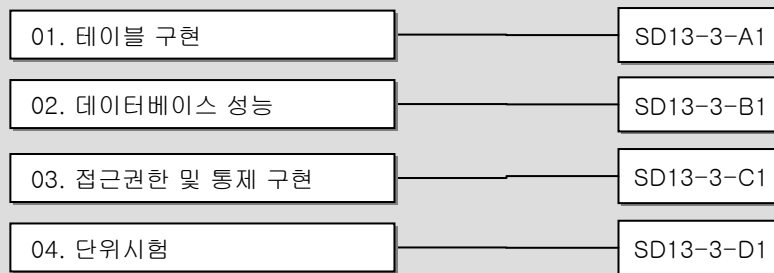 01. 테이블 구현
SD13-3-A1
02. 데이터베이스 성능
SD13-3-B1
03. 접근권한 및 통제 구현
SD13-3-C1
04. 단위시험
SD13-3-D1